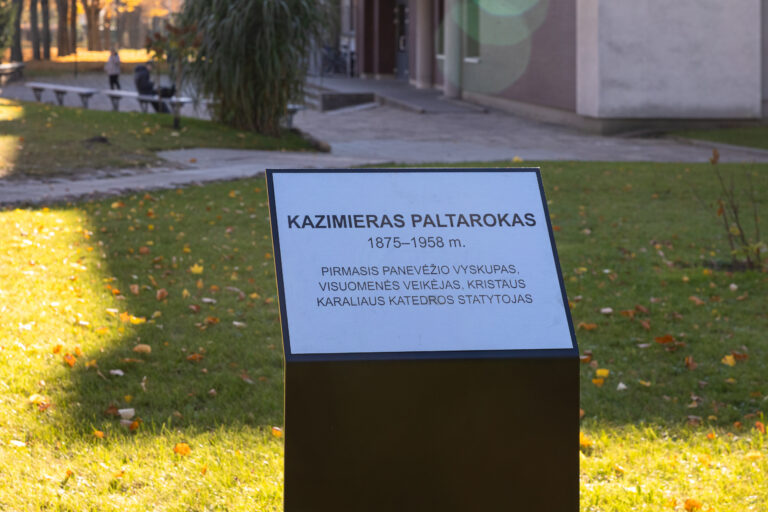 KAZIMIERAS PALTAROKAS
1875–1958 m.
PIRMASIS PANEVĖŽIO VYSKUPAS,
VISUOMENĖS VEIKĖJAS, KRISTAUS
KARALIAUS KATEDROS STATYTOJAS